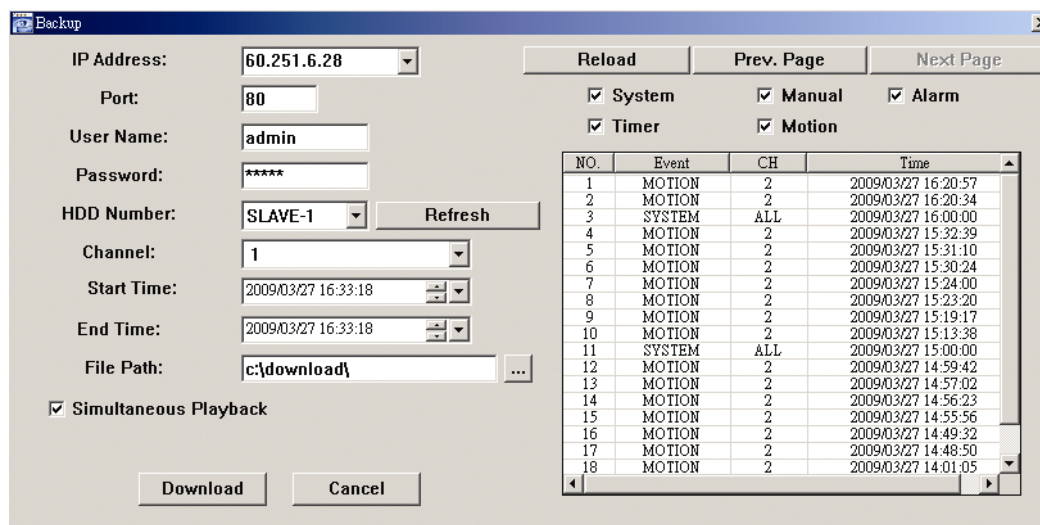 Backup
IP Address: 60.251.6.28
Port: 80
User Name: admin
Password: *****
HDD Number: SLAVE-1 Refresh
Channel: 1
Start Time: 2009/03/27 16:33:18
End Time: 2009/03/27 16:33:18
File Path: c:\download\ ...
Simultaneous Playback
Download Cancel
Reload Prev. Page Next Page
System Manual Alarm
Timer Motion
NO. Event CH Time
1 MOTION 2 2009/03/27 16:20:57
2 MOTION 2 2009/03/27 16:20:34
3 SYSTEM ALL 2009/03/27 16:00:00
4 MOTION 2 2009/03/27 15:32:39
5 MOTION 2 2009/03/27 15:31:10
6 MOTION 2 2009/03/27 15:30:24
7 MOTION 2 2009/03/27 15:24:00
8 MOTION 2 2009/03/27 15:23:20
9 MOTION 2 2009/03/27 15:19:17
10 MOTION 2 2009/03/27 15:13:38
11 SYSTEM ALL 2009/03/27 15:00:00
12 MOTION 2 2009/03/27 14:59:42
13 MOTION 2 2009/03/27 14:57:02
14 MOTION 2 2009/03/27 14:56:23
15 MOTION 2 2009/03/27 14:55:56
16 MOTION 2 2009/03/27 14:49:32
17 MOTION 2 2009/03/27 14:48:50
18 MOTION 2 2009/03/27 14:01:05